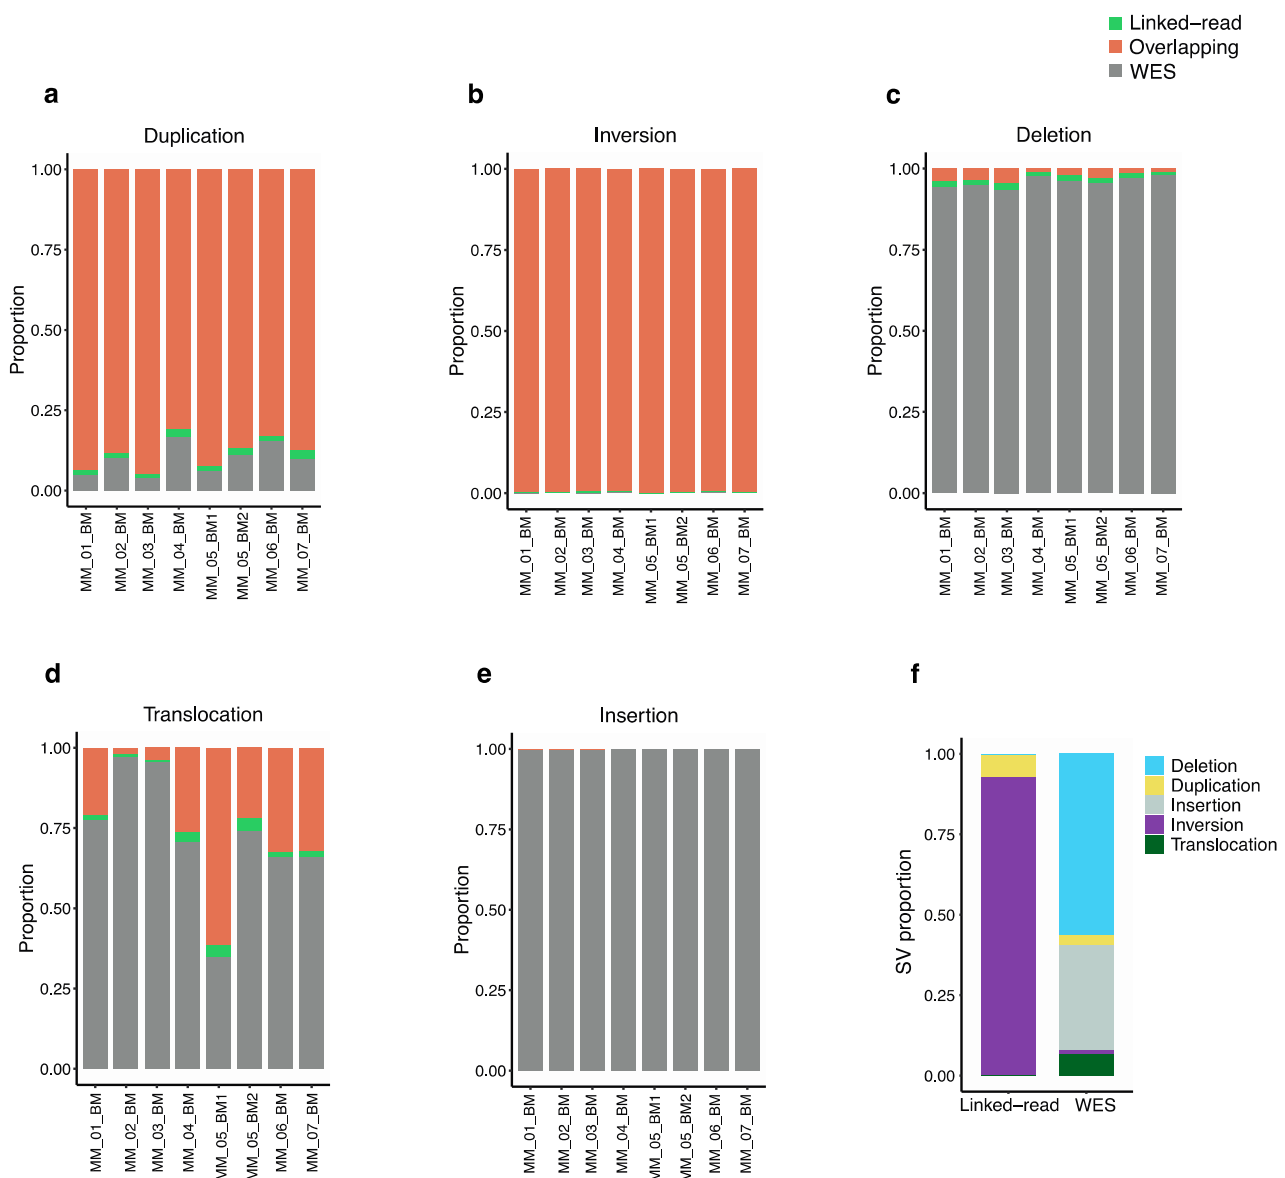 Linked−read
Overlapping
WES
a
Duplication
Proportion
1.00
0.75
0.50
0.25
0.00
MM_01_BM
MM_02_BM
MM_03_BM
MM_04_BM
MM_05_BM1
MM_05_BM2
MM_06_BM
MM_07_BM
b
Inversion
Proportion
1.00
0.75
0.50
0.25
0.00
MM_01_BM
MM_02_BM
MM_03_BM
MM_04_BM
MM_05_BM1
MM_05_BM2
MM_06_BM
MM_07_BM
c
Deletion
Proportion
1.00
0.75
0.50
0.25
0.00
MM_01_BM
MM_02_BM
MM_03_BM
MM_04_BM
MM_05_BM1
MM_05_BM2
MM_06_BM
MM_07_BM
d
Translocation
Proportion
1.00
0.75
0.50
0.25
0.00
MM_01_BM
MM_02_BM
MM_03_BM
MM_04_BM
MM_05_BM1
MM_05_BM2
MM_06_BM
MM_07_BM
e
Insertion
Proportion
1.00
0.75
0.50
0.25
0.00
MM_01_BM
MM_02_BM
MM_03_BM
MM_04_BM
MM_05_BM1
MM_05_BM2
MM_06_BM
MM_07_BM
f
SV proportion
1.00
0.75
0.50
0.25
0.00
Linked−read
WES
Deletion
Duplication
Insertion
Inversion
Translocation